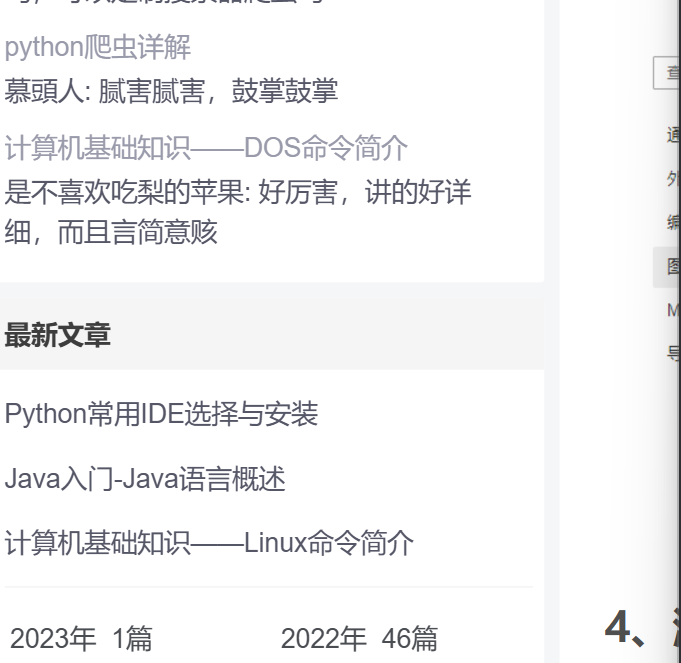 python爬虫详解
慕頭人: 腻害腻害，鼓掌鼓掌
计算机基础知识——DOS命令简介
是不喜欢吃梨的苹果: 好厉害，讲的好详
细，而且言简意赅
最新文章
Python常用IDE选择与安装
Java入门-Java语言概述
计算机基础知识——Linux命令简介
2023年 1篇
2022年 46篇
查
通
外
编
图
M
导
4、